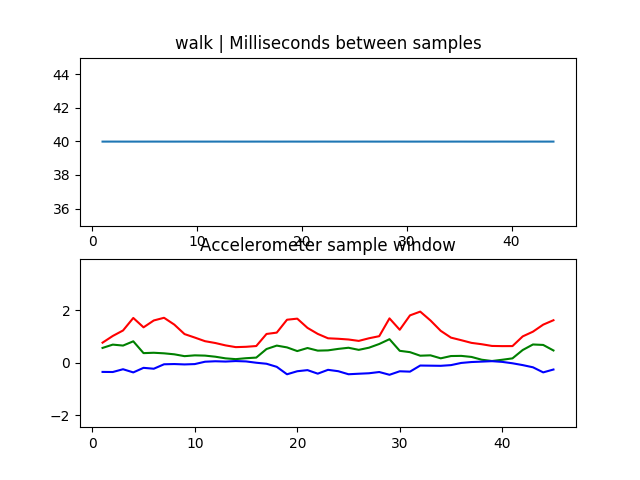 walk | Milliseconds between samples
44
42
40
38
36
0 10 20 30 40
Accelerometer sample window
2
0
−2
0 10 20 30 40